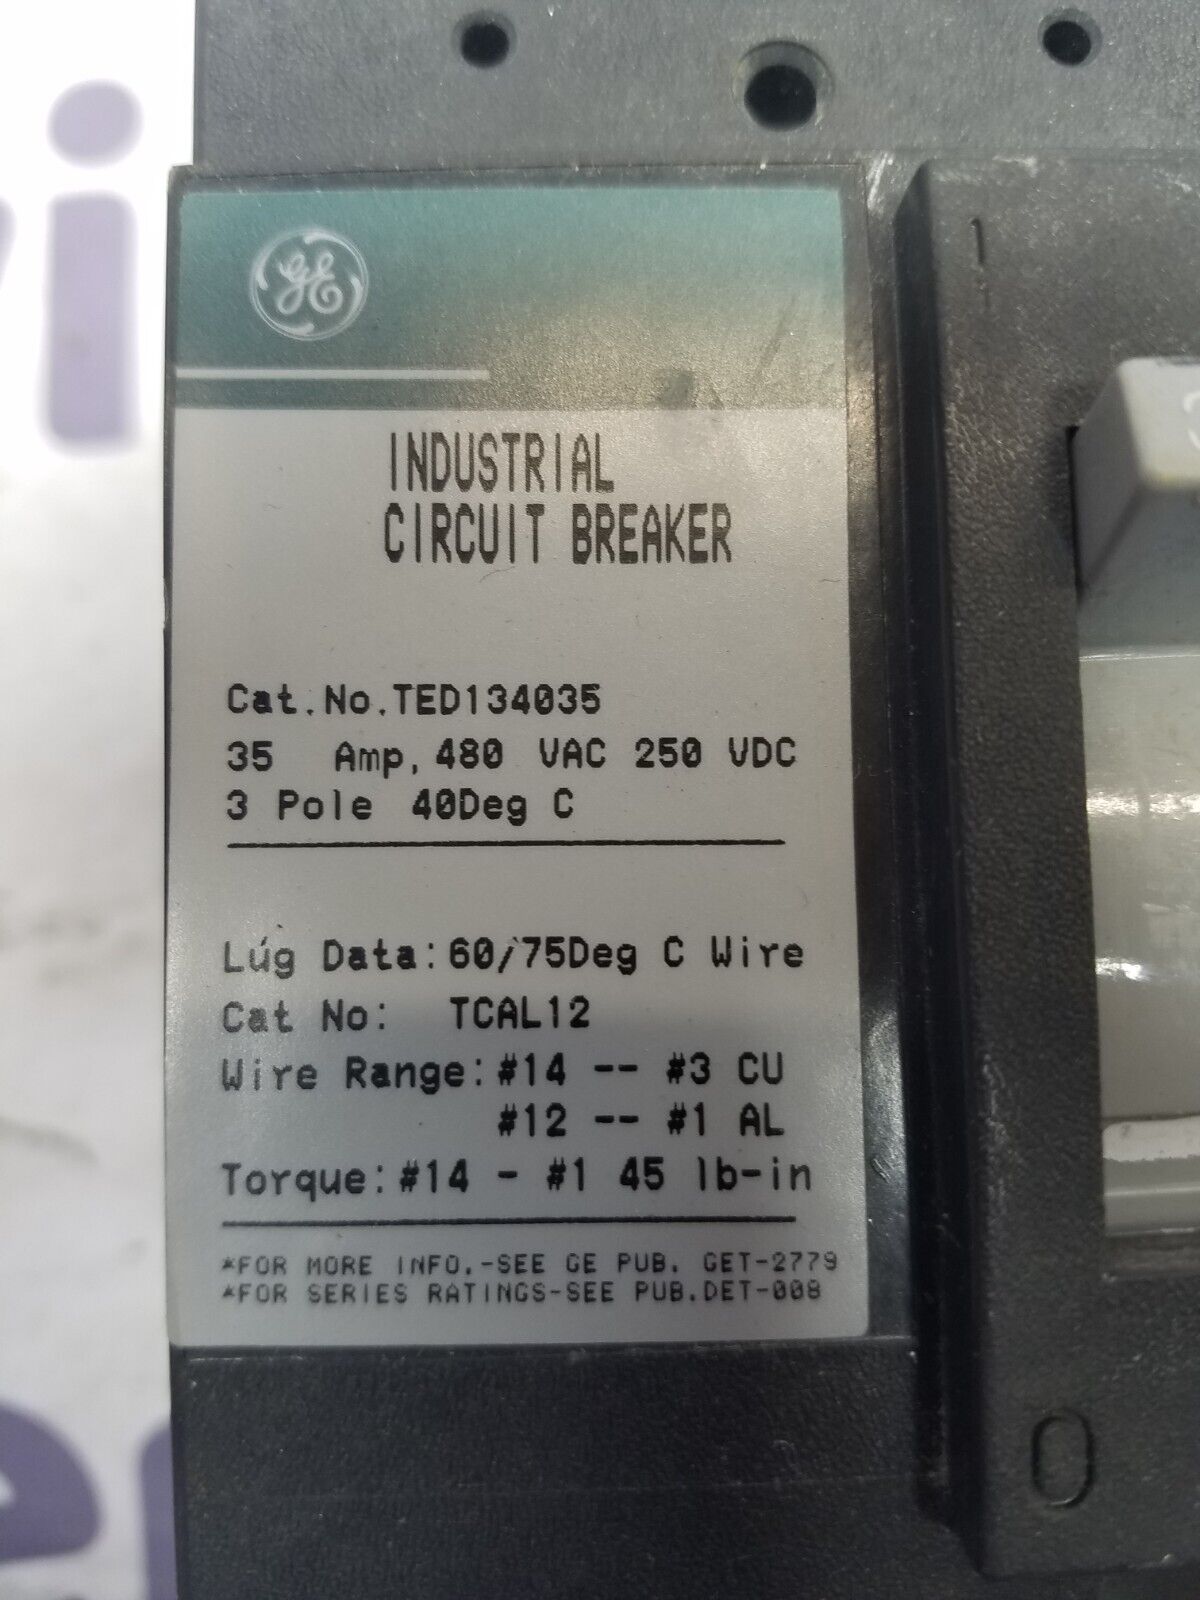 GE
INDUSTRIAL
CIRCUIT BREAKER
Cat.No.TED134035
35 Amp, 480 VAC 250 VDC
3 Pole 40Deg C
Lug Data: 60/75Deg C Wire
Cat No: TCAL12
Wire Range: #14 -- #3 CU
#12 -- #1 AL
Torque: #14 - #1 45 lb-in
*FOR MORE INFO.-SEE GE PUB. GET-2779
*FOR SERIES RATINGS-SEE PUB.DET-008
I
O